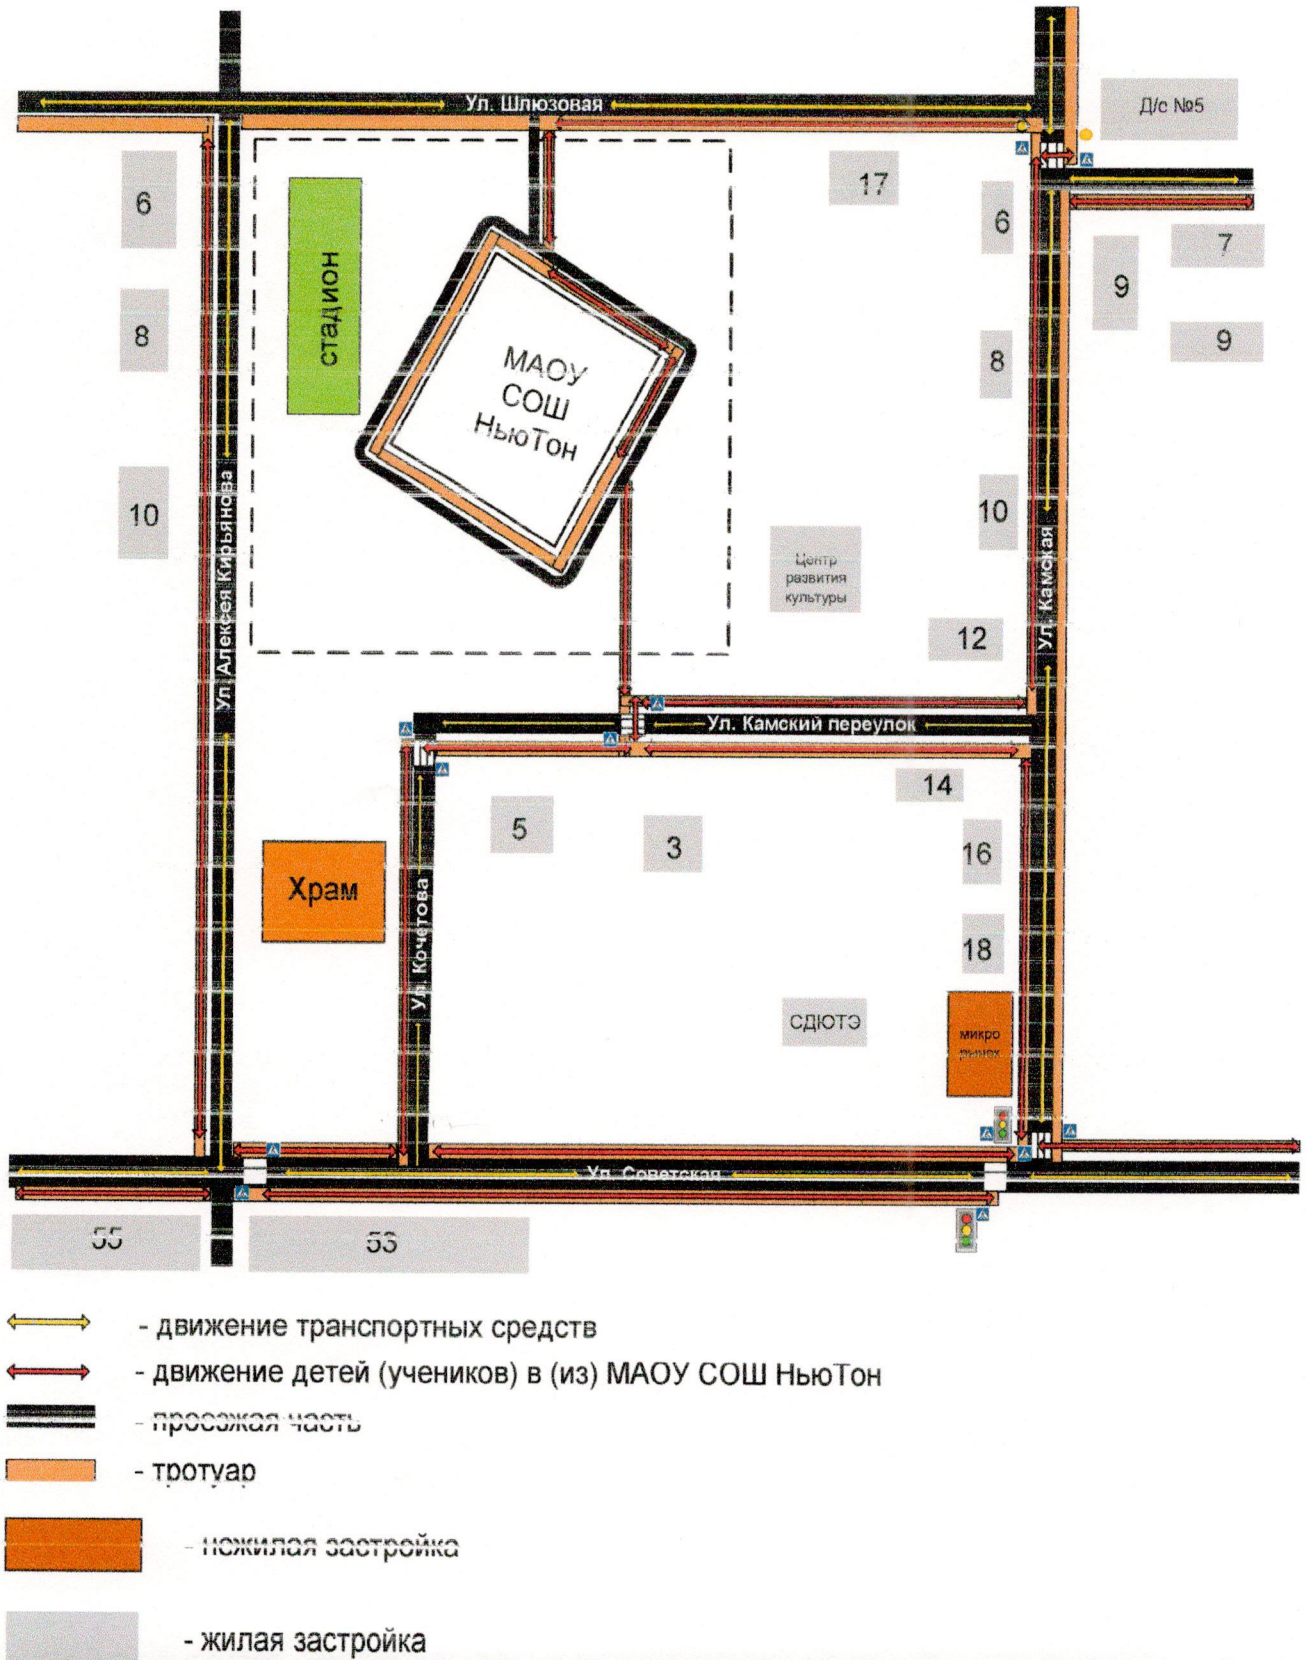 Ул. Шлюзовая
Д/с №5
6
17
6
7
9
9
стадион
8
8
МАОУ
СОШ
НьюТон
10
10
Ул. Алексея Кирьянова
Ул. Камская
Центр
развития
культуры
12
Ул. Камский переулок
14
5
3
16
Храм
18
Ул. Кочетова
СДЮТЭ
микро
рынок
Ул. Советская
55
53
- движение транспортных средств
- движение детей (учеников) в (из) МАОУ СОШ НьюТон
- проезжая часть
- тротуар
- нежилая застройка
- жилая застройка